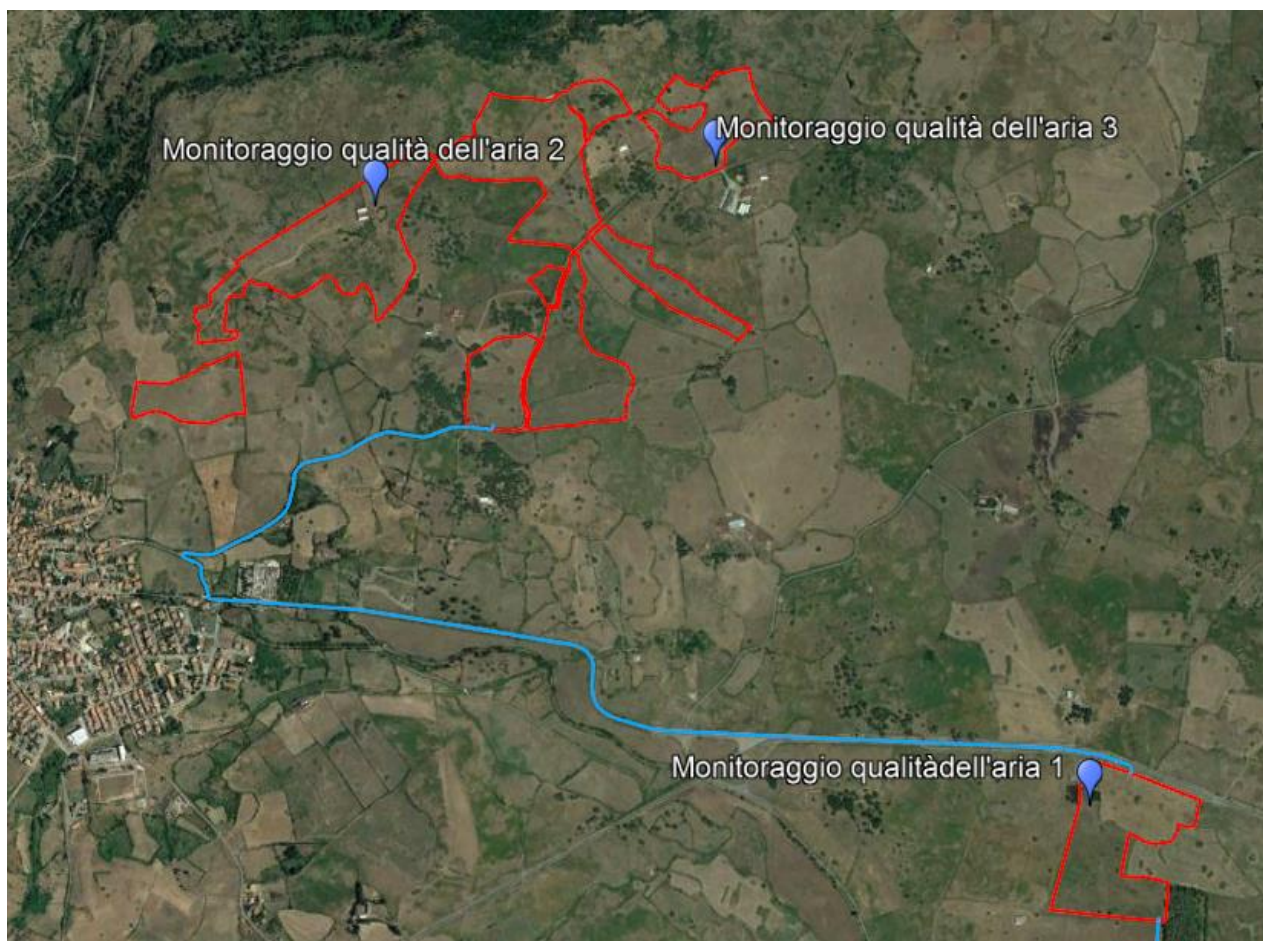 Monitoraggio qualità dell'aria 3
Monitoraggio qualità dell'aria 2
Monitoraggio qualitàdell'aria 1